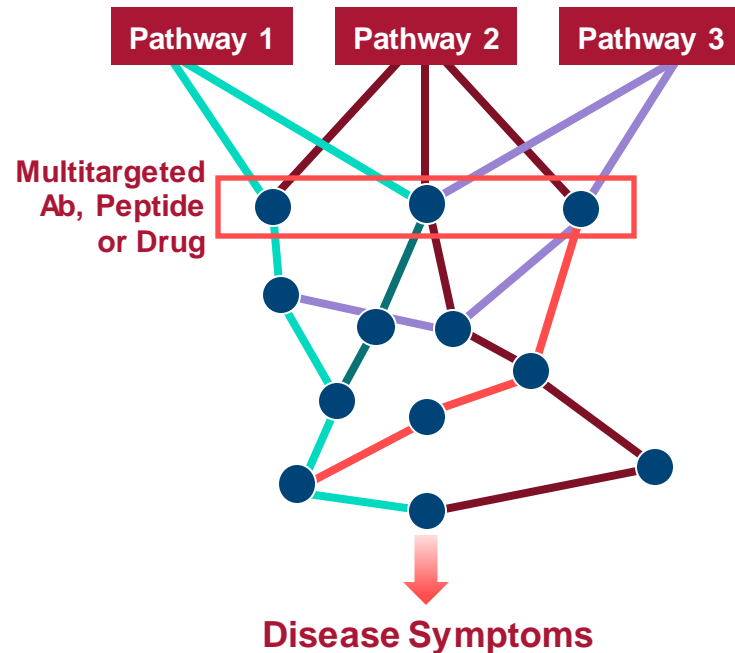 Pathway 1
Pathway 2
Pathway 3
Multitargeted
Ab, Peptide
or Drug
Disease Symptoms